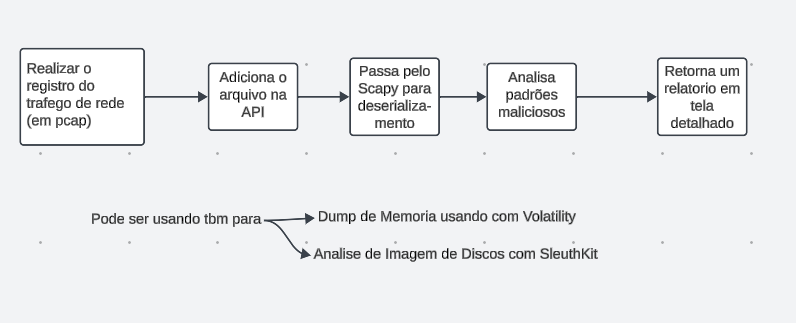 Realizar o
registro do
trafego de rede
(em pcap)
Adiciona o
arquivo na
API
Passa pelo
Scapy para
deserializa-
mento
Analisa
padrões
maliciosos
Retorna um
relatorio em
tela
detalhado
Pode ser usando tbm para
Dump de Memoria usando com Volatility
Analise de Imagem de Discos com SleuthKit